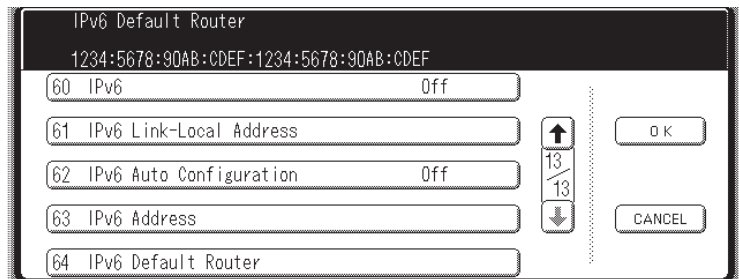 IPv6 Default Router
1234:5678:90AB:CDEF:1234:5678:90AB:CDEF
60 IPv6 Off
61 IPv6 Link-Local Address
OK
62 IPv6 Auto Configuration Off
13/13
63 IPv6 Address
CANCEL
64 IPv6 Default Router